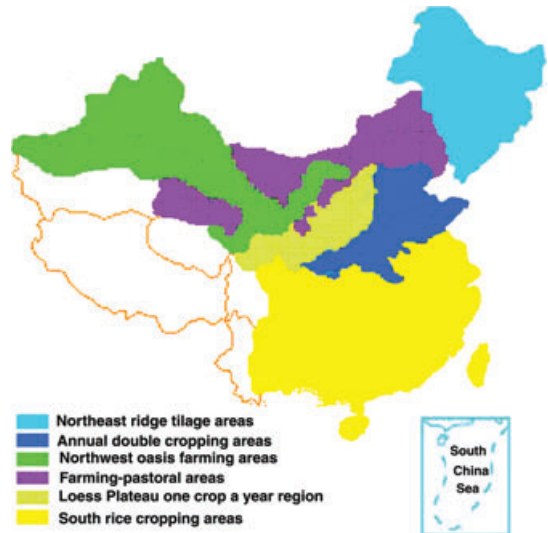 Northeast ridge tilage areas
Annual double cropping areas
Northwest oasis farming areas
Farming-pastoral areas
Loess Plateau one crop a year region
South rice cropping areas
South
China
Sea